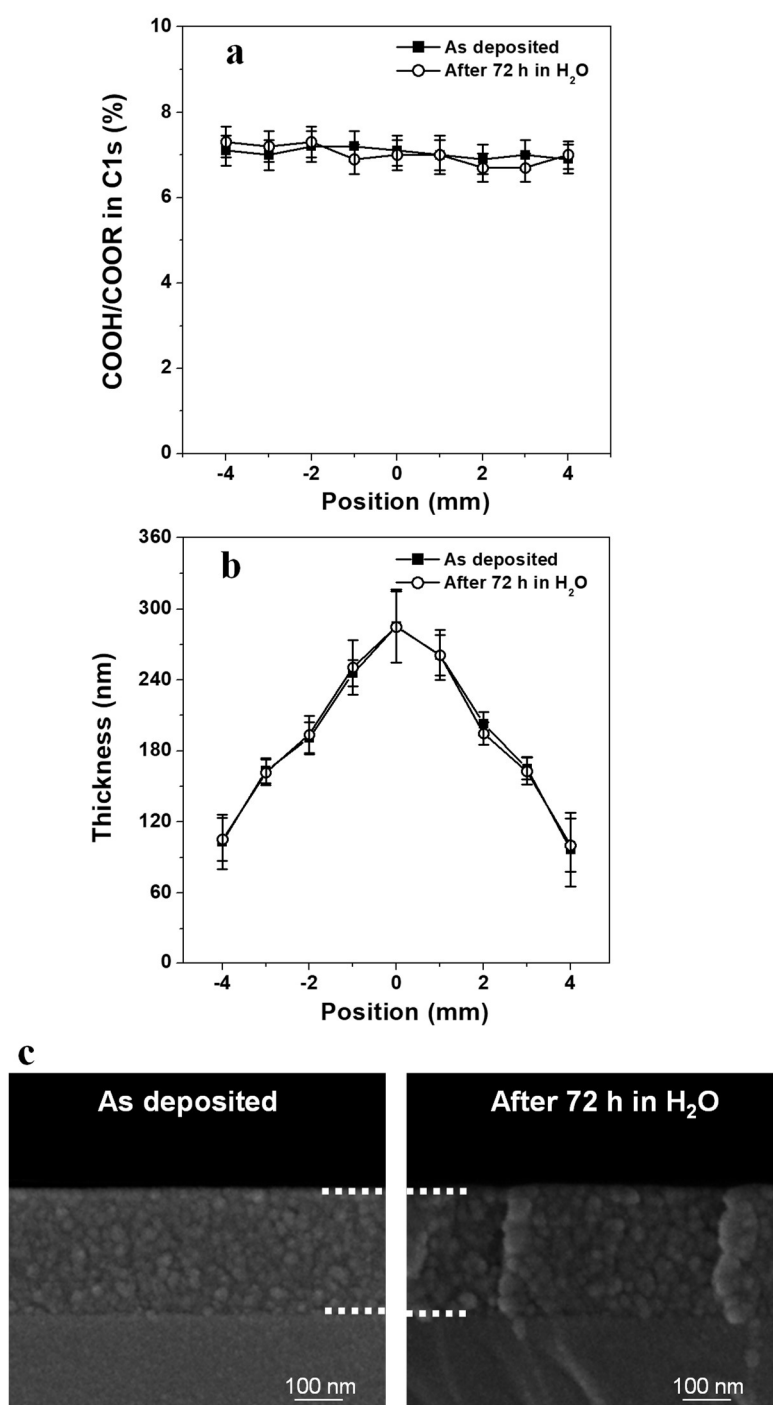 a
As deposited
After 72 h in H₂O
COOH/COOR in C1s (%)
10
8
6
4
2
0
-4 -2 0 2 4
Position (mm)
b
As deposited
After 72 h in H₂O
Thickness (nm)
360
300
240
180
120
60
0
-4 -2 0 2 4
Position (mm)
c
As deposited
After 72 h in H₂O
100 nm
100 nm